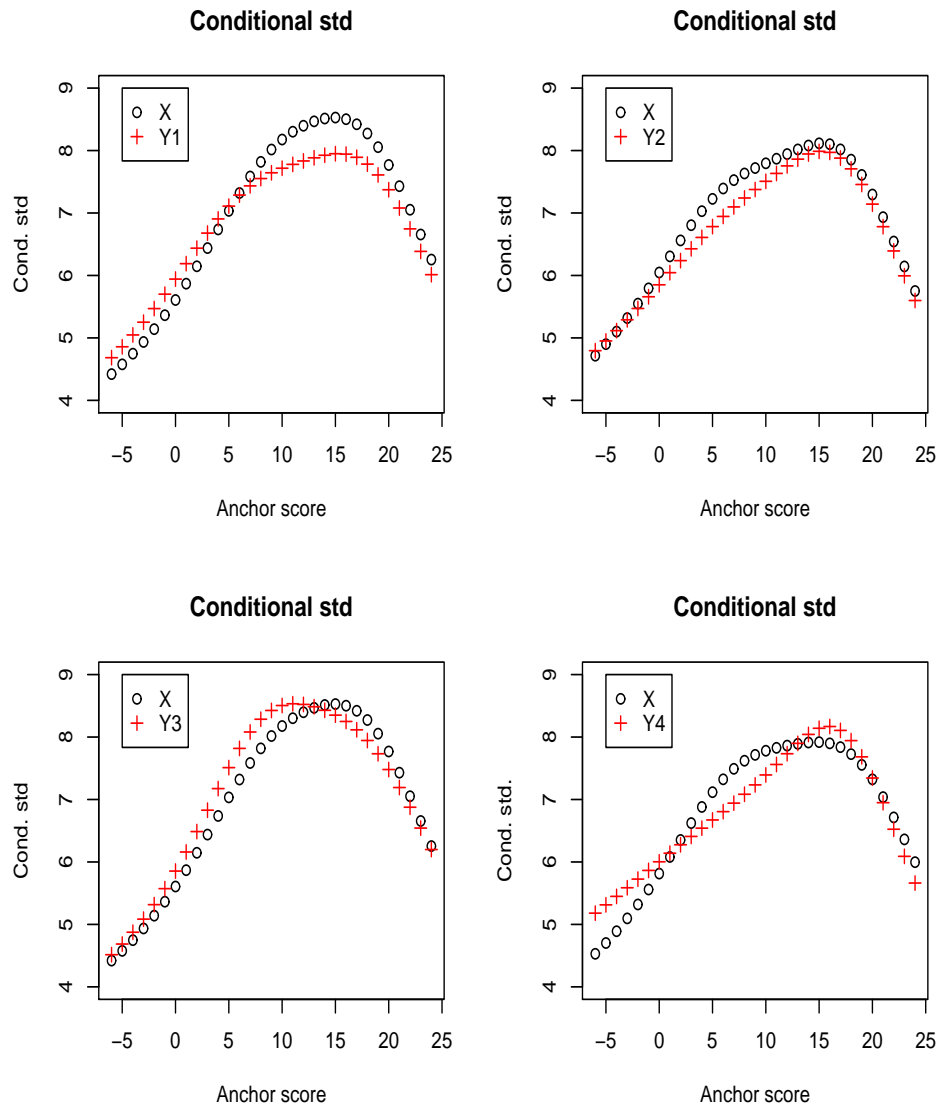 Conditional std
Cond. std
9
8
7
6
5
4
X
Y1
−5 0 5 10 15 20 25
Anchor score
Conditional std
Cond. std
9
8
7
6
5
4
X
Y2
−5 0 5 10 15 20 25
Anchor score
Conditional std
Cond. std
9
8
7
6
5
4
X
Y3
−5 0 5 10 15 20 25
Anchor score
Conditional std
Cond. std.
9
8
7
6
5
4
X
Y4
−5 0 5 10 15 20 25
Anchor score